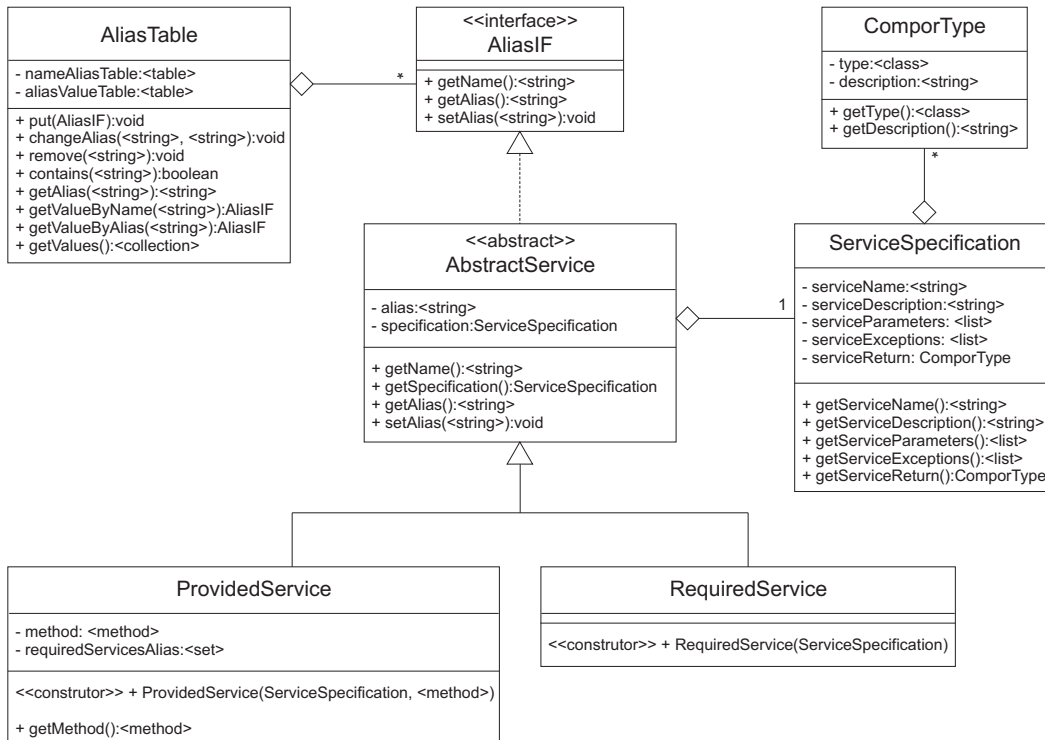 AliasTable
- nameAliasTable:<table>
- aliasValueTable:<table>
+ put(AliasIF):void
+ changeAlias(<string>, <string>):void
+ remove(<string>):void
+ contains(<string>):boolean
+ getAlias(<string>):<string>
+ getValueByName(<string>):AliasIF
+ getValueByAlias(<string>):AliasIF
+ getValues():<collection>
*
<<interface>>
AliasIF
+ getName():<string>
+ getAlias():<string>
+ setAlias(<string>):void
ComporType
- type:<class>
- description:<string>
+ getType():<class>
+ getDescription():<string>
*
<<abstract>>
AbstractService
- alias:<string>
- specification:ServiceSpecification
+ getName():<string>
+ getSpecification():ServiceSpecification
+ getAlias():<string>
+ setAlias(<string>):void
1
ServiceSpecification
- serviceName:<string>
- serviceDescription:<string>
- serviceParameters: <list>
- serviceExceptions: <list>
- serviceReturn: ComporType
+ getServiceName():<string>
+ getServiceDescription():<string>
+ getServiceParameters():<list>
+ getServiceExceptions():<list>
+ getServiceReturn():ComporType
ProvidedService
- method: <method>
- requiredServicesAlias:<set>
<<construtor>> + ProvidedService(ServiceSpecification, <method>)
+ getMethod():<method>
RequiredService
<<construtor>> + RequiredService(ServiceSpecification)